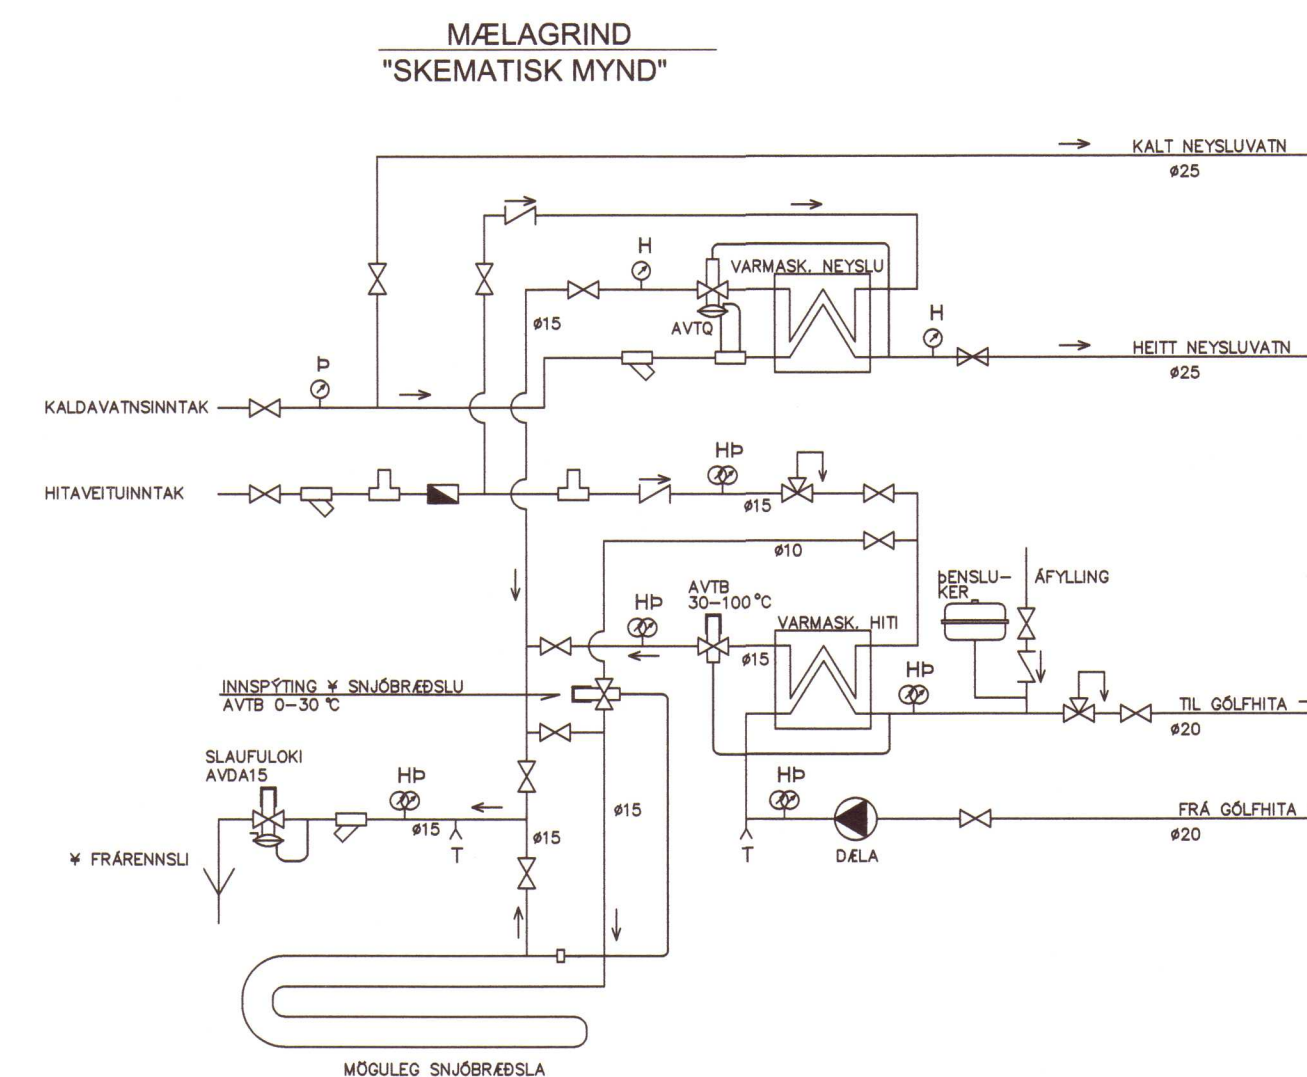 MÆLAGRIND
"SKEMATISK MYND"
KALT NEYSLUVATN
ø25
H
VARMASK. NEYSLU
ø15
AVTQ
H
HEITT NEYSLUVATN
ø25
Þ
KALDAVATNSINNTAK
HÞ
HITAVEITUINNTAK
ø15
ø10
AVTB
30-100°C
ÞENSLU-
KER
ÁFYLLING
HÞ
VARMASK. HITI
ø15
HÞ
INNSPÝTING ¥ SNJÓBRÆÐSLU
AVTB 0-30 °C
TIL GÓLFHITA
ø20
SLAUFULOKI
AVDA15
HÞ
HÞ
ø15
ø15
ø15
FRÁ GÓLFHITA
ø20
T
T
DÆLA
¥ FRÁRENNSLI
MÖGULEG SNJÓBRÆÐSLA